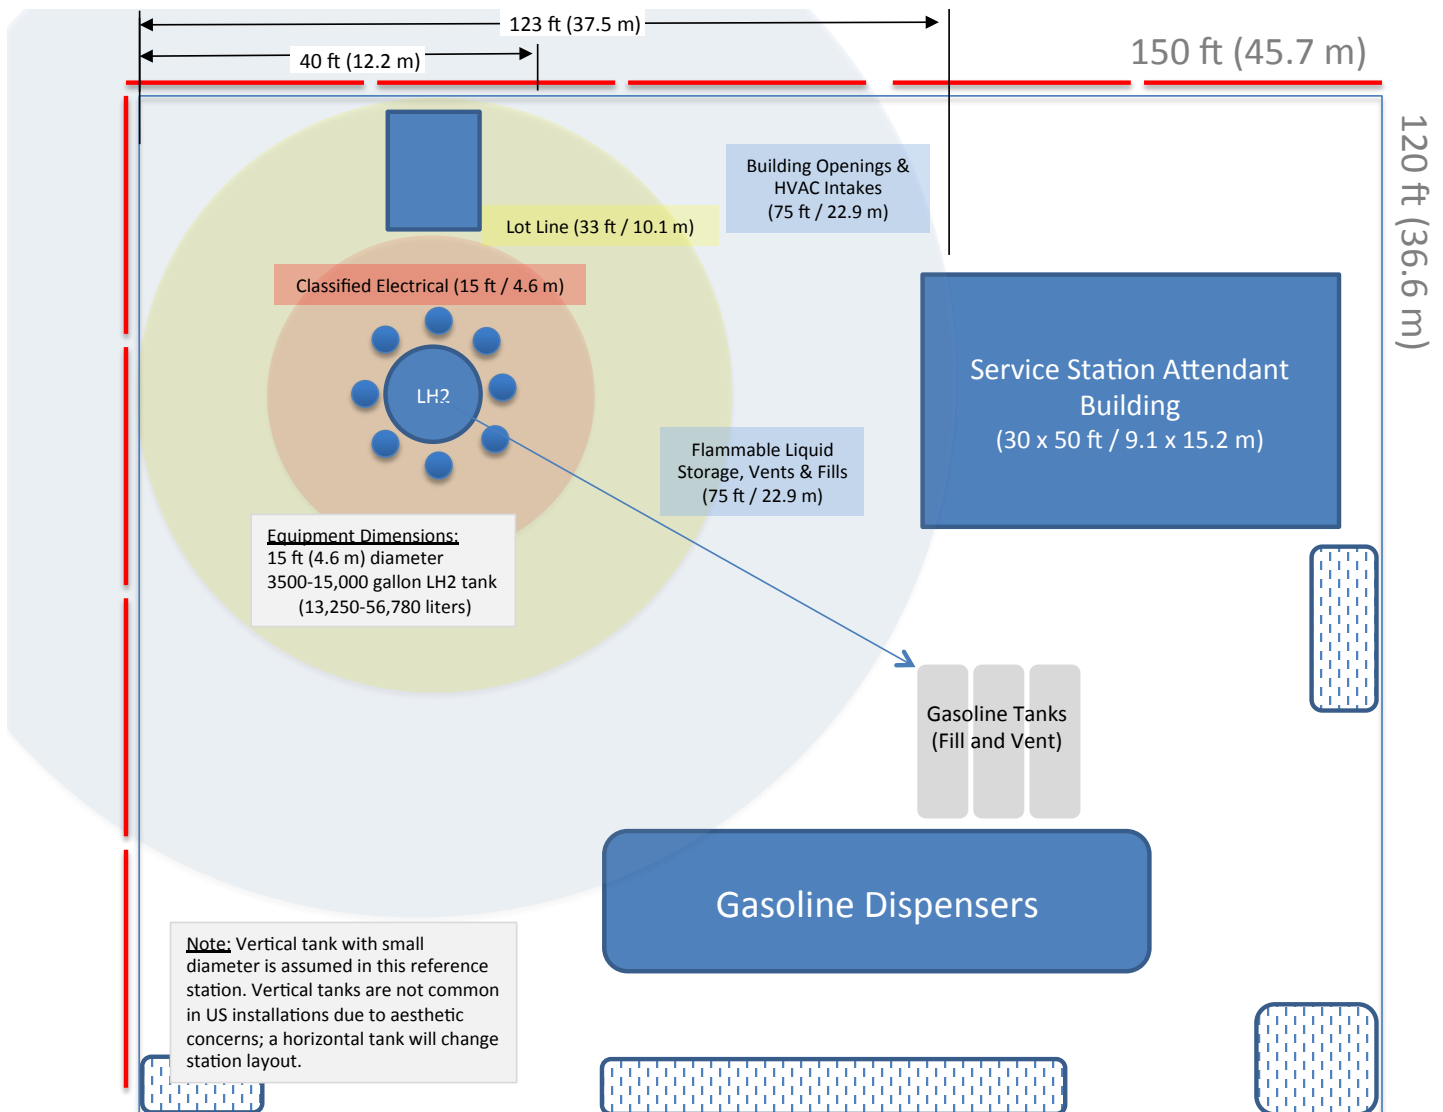 123 ft (37.5 m)
40 ft (12.2 m)
150 ft (45.7 m)
120 ft (36.6 m)
Building Openings &
HVAC Intakes
(75 ft / 22.9 m)
Lot Line (33 ft / 10.1 m)
Classified Electrical (15 ft / 4.6 m)
LH2
Service Station Attendant
Building
(30 x 50 ft / 9.1 x 15.2 m)
Flammable Liquid
Storage, Vents & Fills
(75 ft / 22.9 m)
Equipment Dimensions:
15 ft (4.6 m) diameter
3500-15,000 gallon LH2 tank
(13,250-56,780 liters)
Gasoline Tanks
(Fill and Vent)
Gasoline Dispensers
Note: Vertical tank with small
diameter is assumed in this reference
station. Vertical tanks are not common
in US installations due to aesthetic
concerns; a horizontal tank will change
station layout.